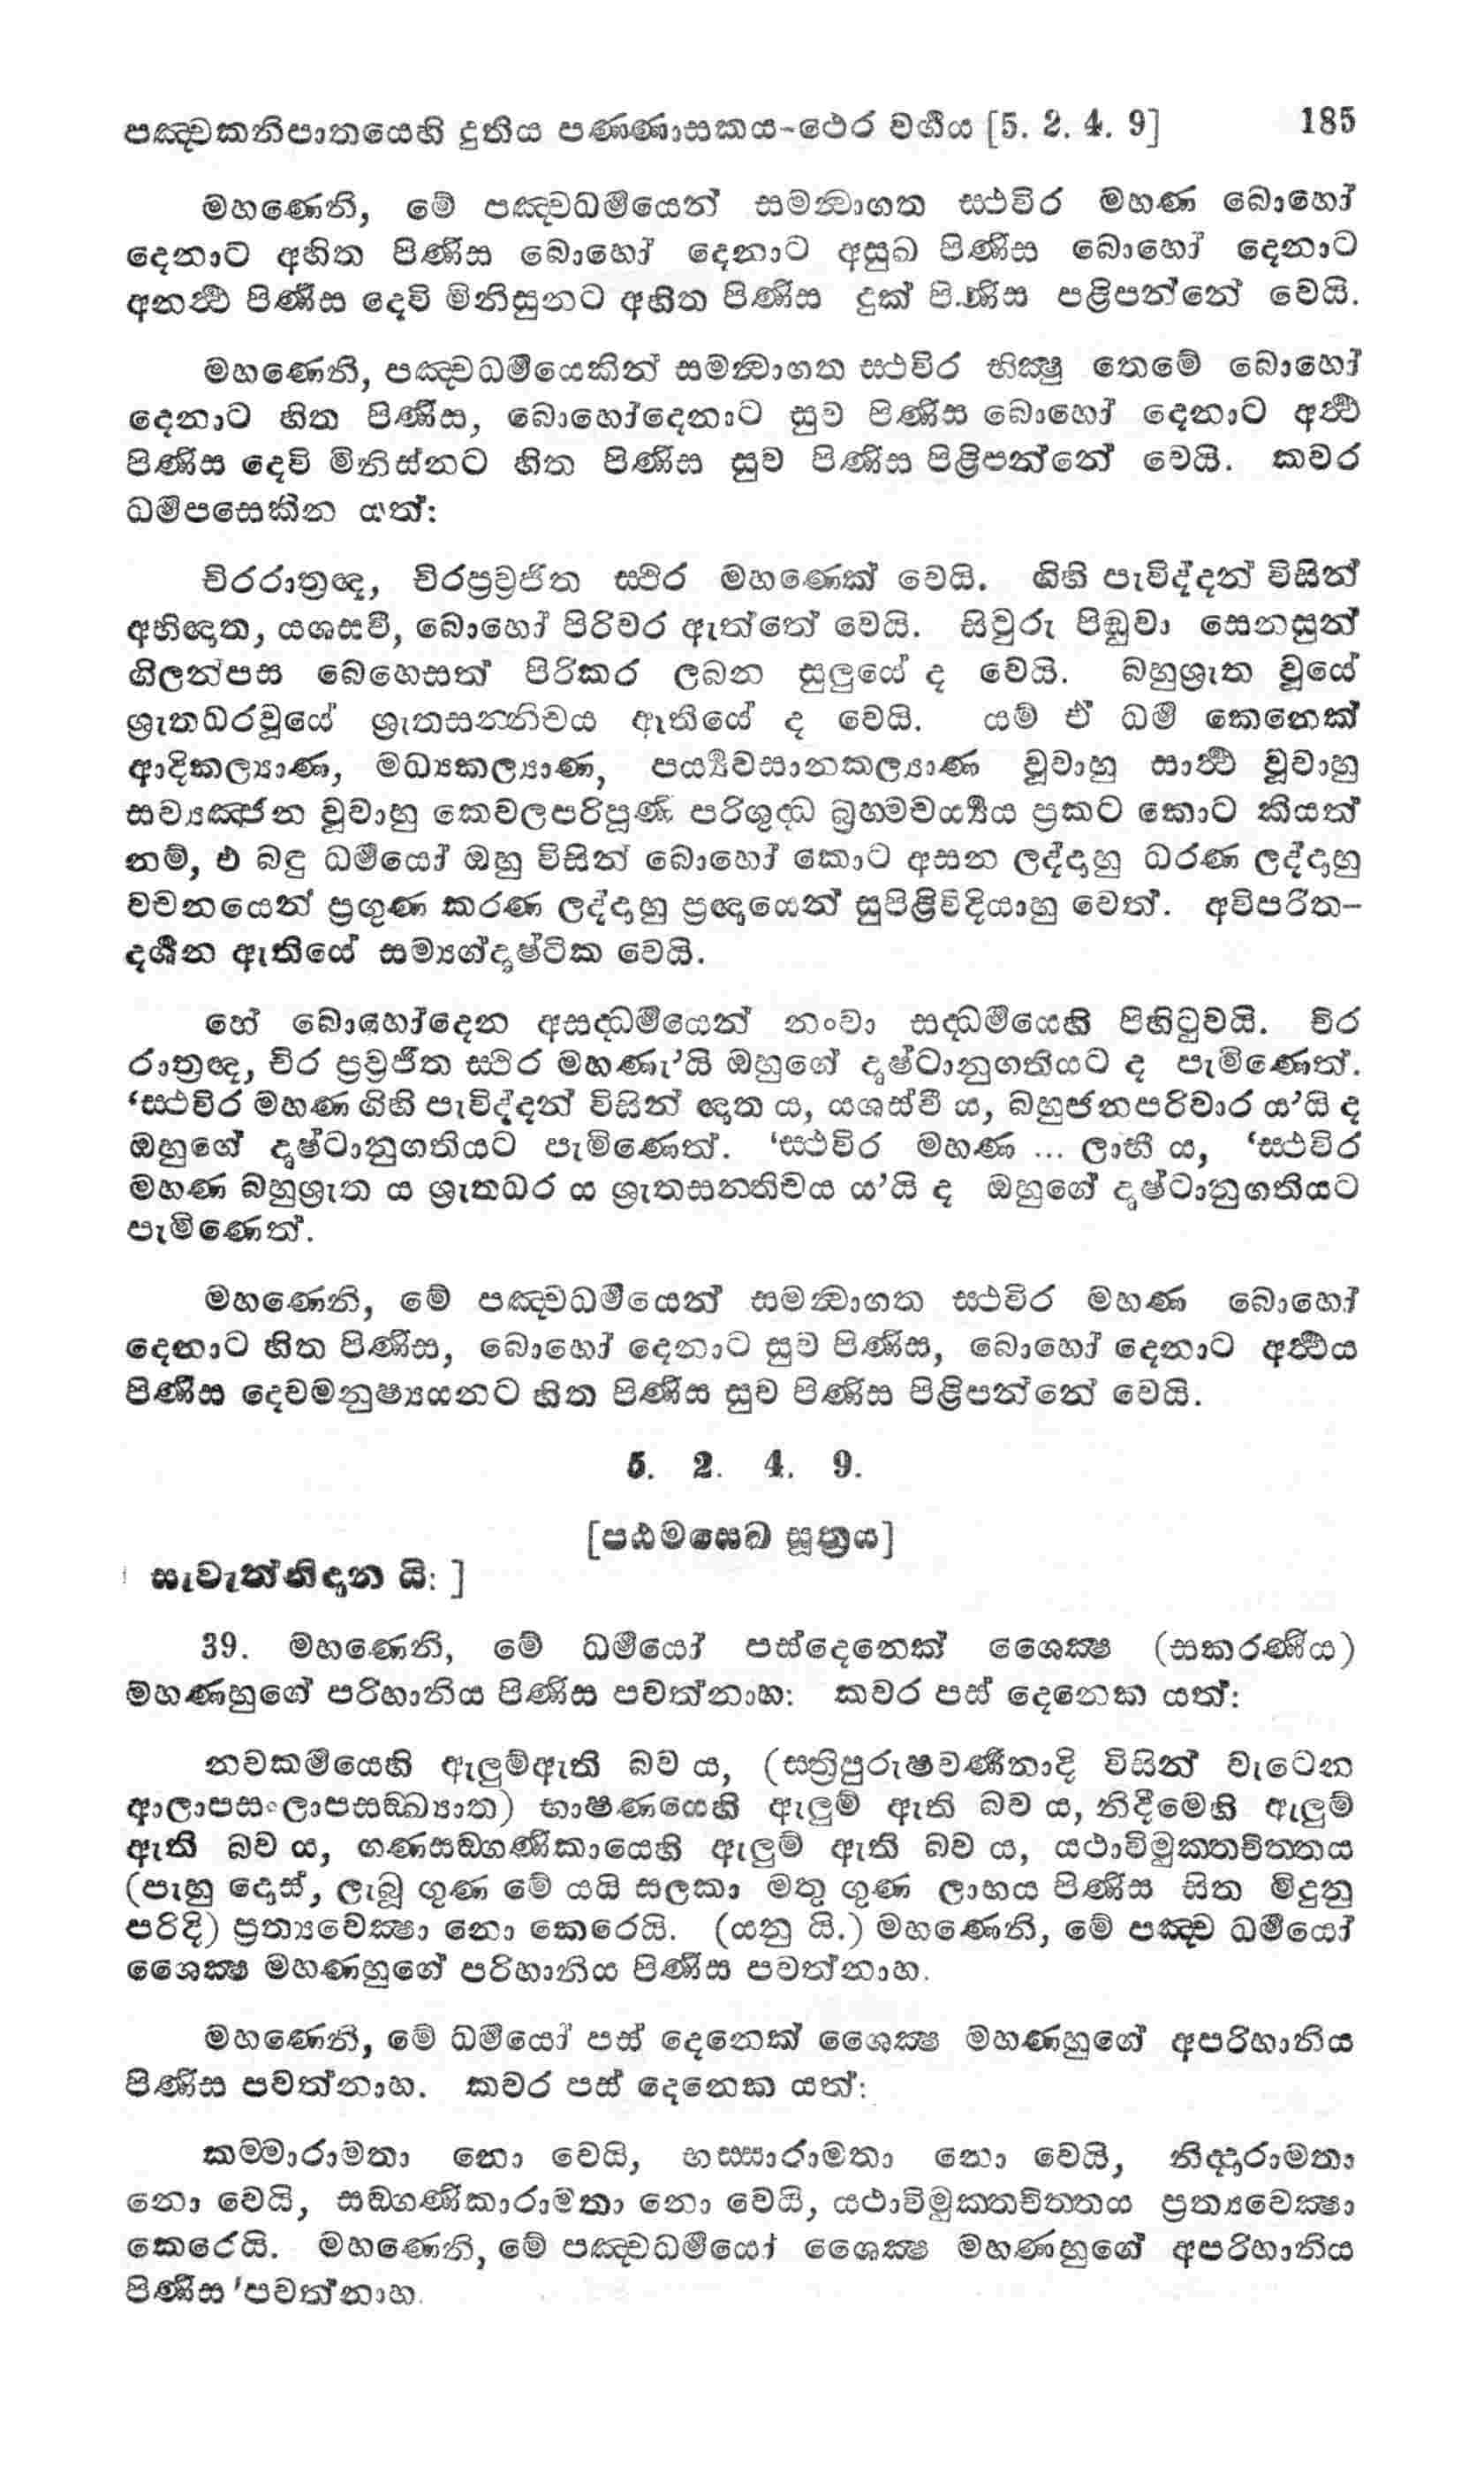 පඤ්චකනිපාතයෙහි දුතිය පණ්ණාසකය-ථෙර වර්‍ගය [5. 2. 4. 9] 185
මහණෙනි, මේ පඤ්චධර්‍මයෙන් සමන්‍වාගත ස්ථවිර මහණ බොහෝ
දෙනාට අහිත පිණිස බොහෝ දෙනාට අසුඛ පිණිස බොහෝ දෙනාට
අනර්‍ථ පිණිස දෙවි මිනිසුනට අහිත පිණිස දුක් පිණිස පළිපන්නේ වෙයි.
මහණෙනි, පඤ්චධර්‍මයෙකින් සමන්‍වාගත ස්ථවිර භික්‍ෂු තෙමේ බොහෝ
දෙනාට හිත පිණිස, බොහෝදෙනාට සුව පිණිස බොහෝ දෙනාට අර්‍ථ
පිණිස දෙවි මිනිස්නට හිත පිණිස සුව පිණිස පිළිපන්නේ වෙයි. කවර
ධර්‍මපසෙකින යත්:
චිරරාත්‍රඥ, චිරප්‍රව්‍රජිත ස්ථවිර මහණෙක් වෙයි. ගිහි පැවිද්දන් විසින්
අභිඥාත, යශස්වී, බොහෝ පිරිවර ඇත්තේ වෙයි. සිවුරු පිඬුවා සෙනසුන්
ගිලන්පස බෙහෙසත් පිරිකර ලබන සුලුයේ ද වෙයි. බහුශ්‍රැත වූයේ
ශ්‍රැතධරවූයේ ශ්‍රැතසන්නිචය ඇතියේ ද වෙයි. යම් ඒ ධර්‍ම කෙනෙක්
ආදිකල්‍යාණ, මධ්‍යකල්‍යාණ, පර්‍ය්‍යවසානකල්‍යාණ වූවාහු සාර්‍ථ වූවාහු
සව්‍යඤ්ජන වූවාහු කෙවලපරිපූර්‍ණ පරිශුද්ධ බ්‍රහ්මචර්‍ය්‍යය ප්‍රකට කොට කියත්
නම්, එ බඳු ධර්‍මයෝ ඔහු විසින් බොහෝ කොට අසන ලද්දාහු ධරණ ලද්දාහු
වචනයෙන් ප්‍රගුණ කරණ ලද්දාහු ප්‍රඥායෙන් සුපිළිවිදියාහු වෙත්. අවිපරීත-
දර්‍ශන ඇතියේ සම්‍යග්දෘෂ්ටික වෙයි.
හේ බොහෝදෙන අසද්ධර්‍මයෙන් නංවා සද්ධර්‍මයෙහි පිහිටුවයි. චිර
රාත්‍රඥ, චිර ප්‍රව්‍රජිත ස්ථවිර මහණැ’යි ඔහුගේ දෘෂ්ටානුගතියට ද පැමිණෙත්.
‘ස්ථවිර මහණ ගිහි පැවිද්දන් විසින් ඥාත ය, යශස්වී ය, බහුජනපරිවාර ය’යි ද
ඔහුගේ දෘෂ්ටානුගතියට පැමිණෙත්. ‘ස්ථවිර මහණ ... ලාභී ය, ‘ස්ථවිර
මහණ බහුශ්‍රැත ය ශ්‍රැතධර ය ශ්‍රැතසන්නිචය ය’යි ද ඔහුගේ දෘෂ්ටානුගතියට
පැමිණෙත්.
මහණෙනි, මේ පඤ්චධර්‍මයෙන් සමන්‍වාගත ස්ථවිර මහණ බොහෝ
දෙනාට හිත පිණිස, බොහෝ දෙනාට සුව පිණිස, බොහෝ දෙනාට අර්‍ථය
පිණිස දෙවමනුෂ්‍යයනට හිත පිණිස සුව පිණිස පිළිපන්නේ වෙයි.
5. 2. 4. 9.
[පඨමසෙඛ සූත්‍රය]
සැවැත්නිදාන යි: ]
39. මහණෙනි, මේ ධර්‍මයෝ පස්දෙනෙක් ශෛක්‍ෂ (සකරණීය)
මහණහුගේ පරිහානිය පිණිස පවත්නාහ: කවර පස් දෙනෙක යත්:
නවකර්‍මයෙහි ඇලුම්ඇති බව ය, (ස්ත්‍රිපුරුෂවර්‍ණනාදි විසින් වැටෙන
ආලාපසංලාපසඞ්ඛ්‍යාත) භාෂණයෙහි ඇලුම් ඇති බව ය, නිදීමෙහි ඇලුම්
ඇති බව ය, ගණසඞ්ගණිකායෙහි ඇලුම් ඇති බව ය, යථාවිමුක්තචිත්තය
(පැහු දොස්, ලැබූ ගුණ මේ යයි සලකා මතු ගුණ ලාභය පිණිස සිත මිදුනු
පරිදි) ප්‍රත්‍යවෙක්‍ෂා නො කෙරෙයි. (යනු යි.) මහණෙනි, මේ පඤ්ච ධර්‍මයෝ
ශෛක්‍ෂ මහණහුගේ පරිහානිය පිණිස පවත්නාහ.
මහණෙනි, මේ ධර්‍මයෝ පස් දෙනෙක් ශෛක්‍ෂ මහණහුගේ අපරිහානිය
පිණිස පවත්නාහ. කවර පස් දෙනෙක යත්:
කම්මාරාමතා නො වෙයි, භස්සාරාමතා නො වෙයි, නිද්‍රාරාමතා
නො වෙයි, සඞ්ගණිකාරාමතා නො වෙයි, යථාවිමුක්තචිත්තය ප්‍රත්‍යවෙක්‍ෂා
කෙරෙයි. මහණෙනි, මේ පඤ්චධර්‍මයෝ ශෛක්‍ෂ මහණහුගේ අපරිහානිය
පිණිස 'පවත්නාහ.